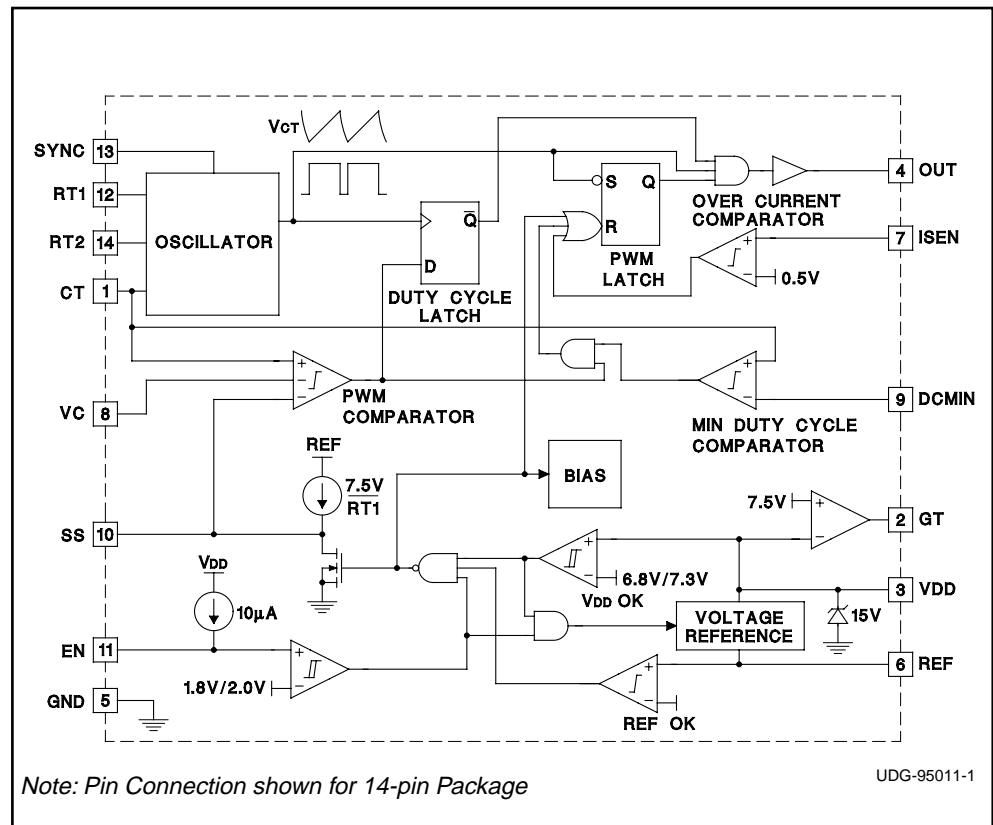 VCT
SYNC 13
RT1 12
RT2 14
CT 1
OSCILLATOR
Q
D
DUTY CYCLE
LATCH
S Q
R
PWM
LATCH
4 OUT
OVER CURRENT
COMPARATOR
7 ISEN
+
–
0.5V
VC 8
+
–
–
PWM
COMPARATOR
+
–
9 DCMIN
MIN DUTY CYCLE
COMPARATOR
REF
7.5V
RT1
BIAS
SS 10
7.5V
+
–
2 GT
VDD
10µA
+
–
6.8V/7.3V
VDD OK
3 VDD
15V
VOLTAGE
REFERENCE
EN 11
+
–
1.8V/2.0V
+
–
REF OK
6 REF
GND 5
Note: Pin Connection shown for 14-pin Package
UDG-95011-1